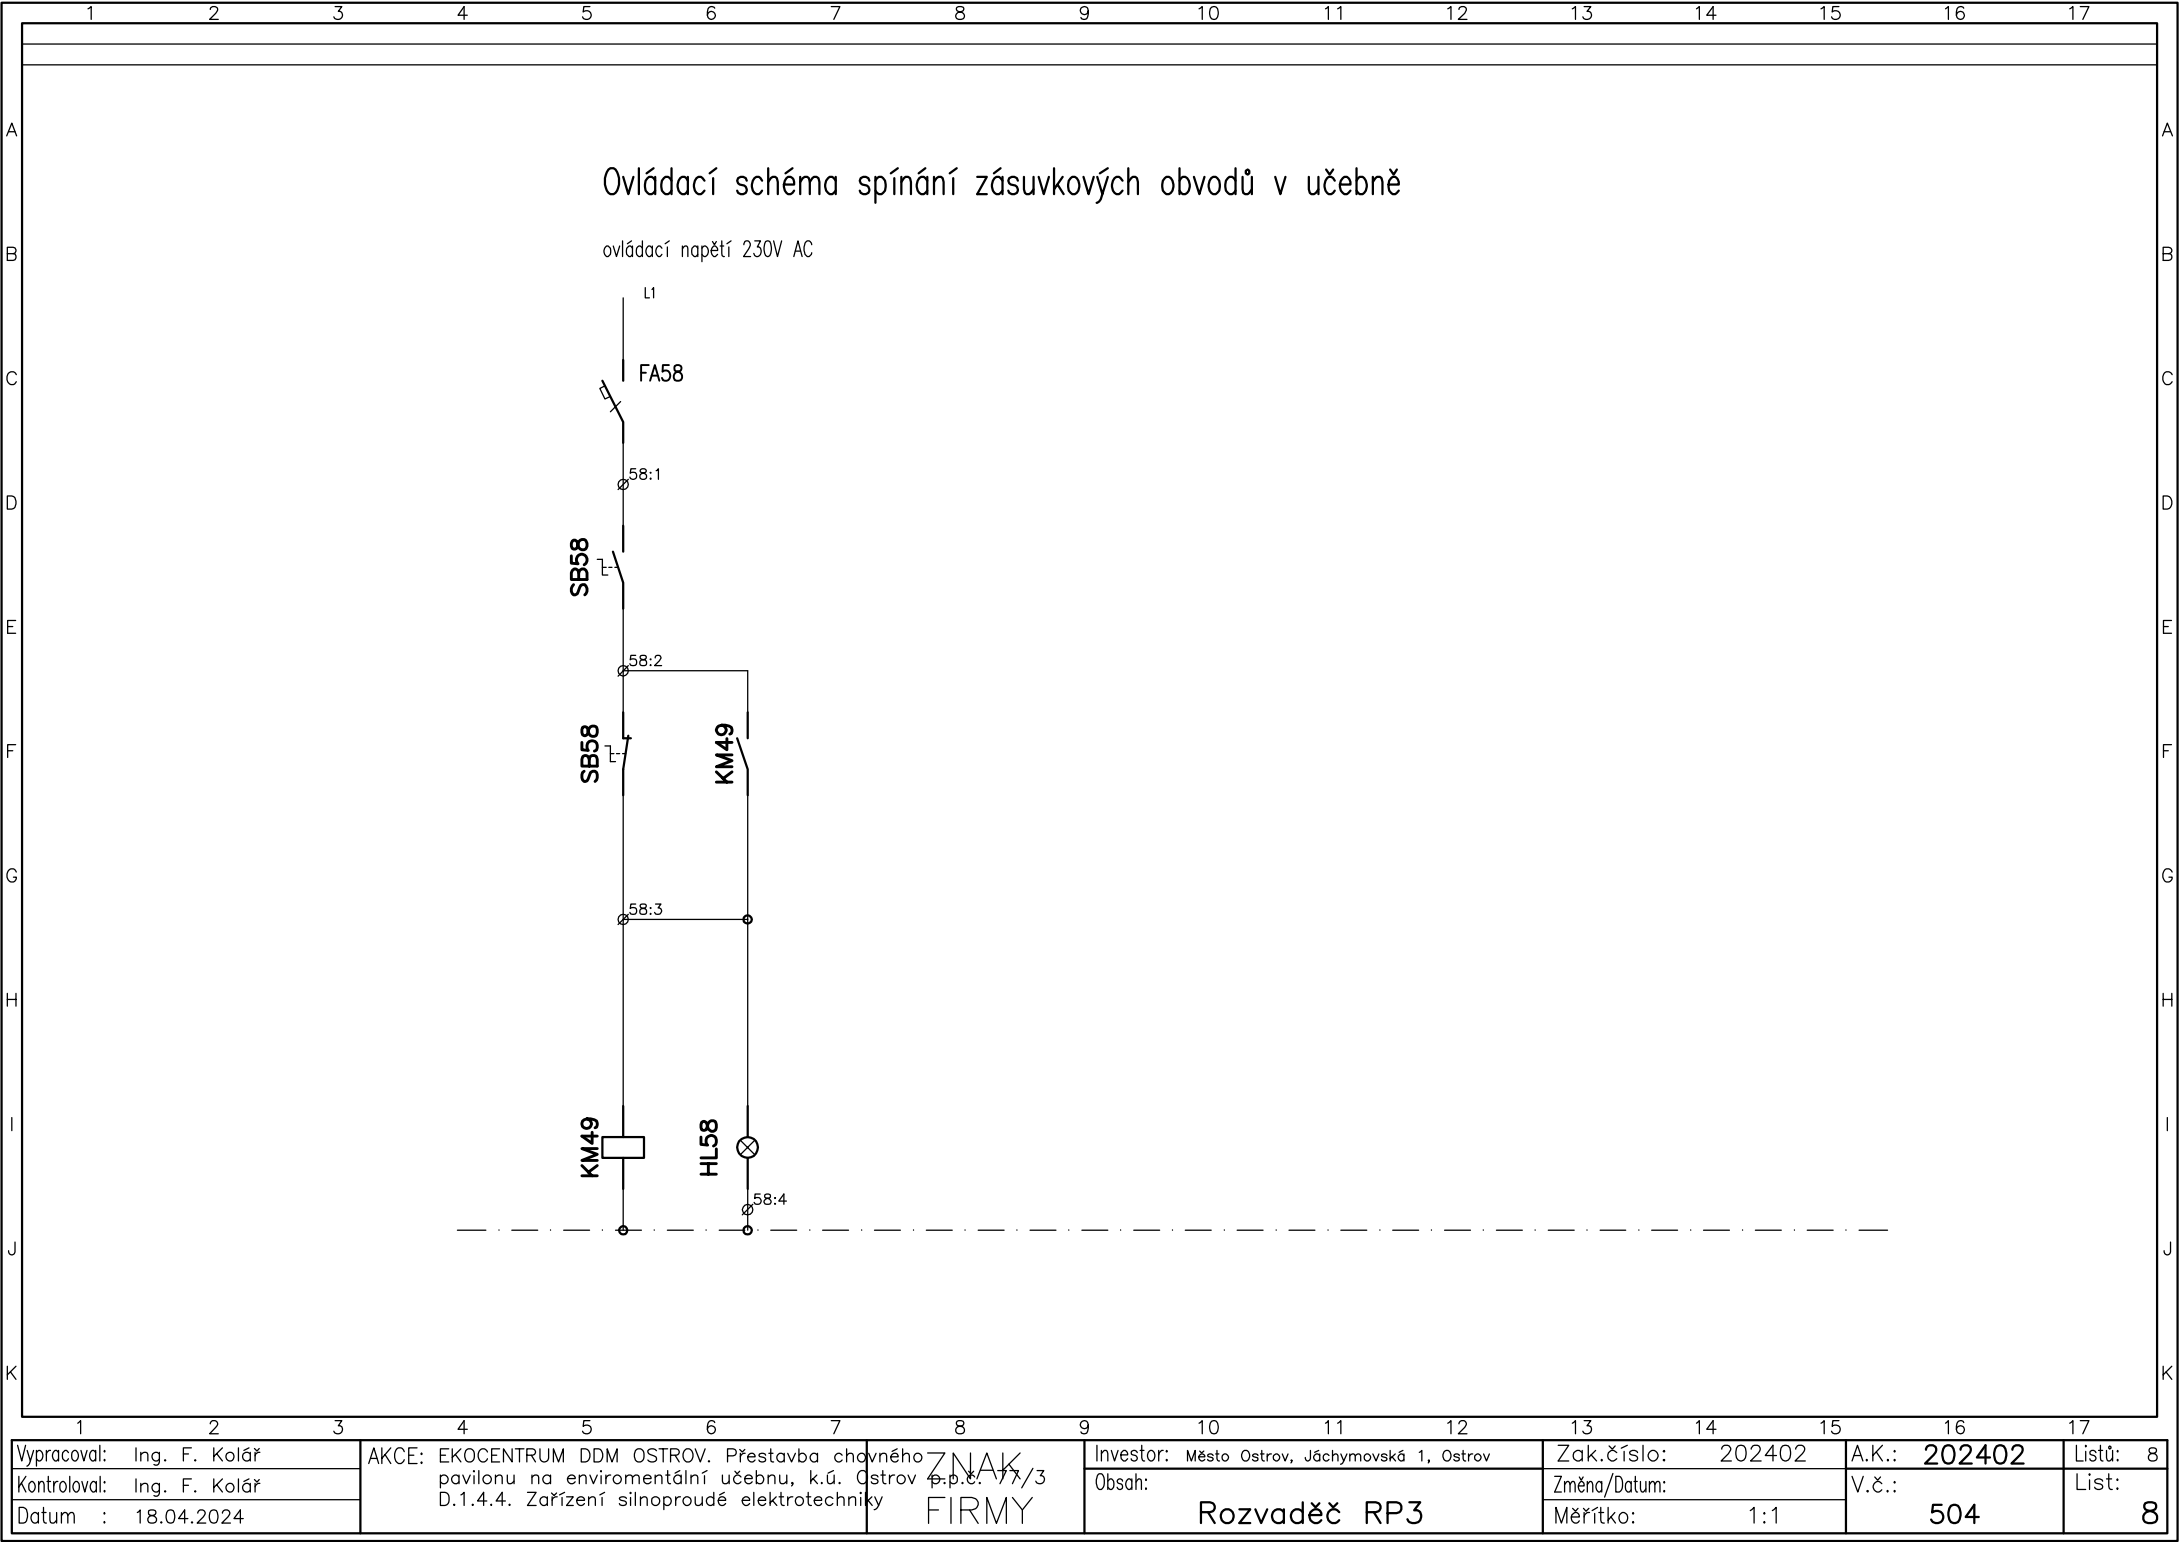 1 2 3 4 5 6 7 8 9 10 11 12 13 14 15 16 17
A A
Ovládací schéma spínání zásuvkových obvodů v učebně
B ovládací napětí 230V AC B
L1
C FA58 C
58:1
D D
SB58
E E
58:2
F SB58 KM49 F
G G
58:3
H H
I KM49 HL58 I
58:4
J J
K K
1 2 3 4 5 6 7 8 9 10 11 12 13 14 15 16 17
Vypracoval: Ing. F. Kolář
Kontroloval: Ing. F. Kolář
Datum : 18.04.2024
AKCE: EKOCENTRUM DDM OSTROV. Přestavba chovného
pavilonu na enviromentální učebnu, k.ú. Ostrov p.p.č. 77/3
D.1.4.4. Zařízení silnoproudé elektrotechniky
ZNAK
FIRMY
Investor: Město Ostrov, Jáchymovská 1, Ostrov
Obsah:
Rozvaděč RP3
Zak.číslo: 202402
Změna/Datum:
Měřítko: 1:1
A.K.: 202402
V.č.:
504
Listů: 8
List:
8